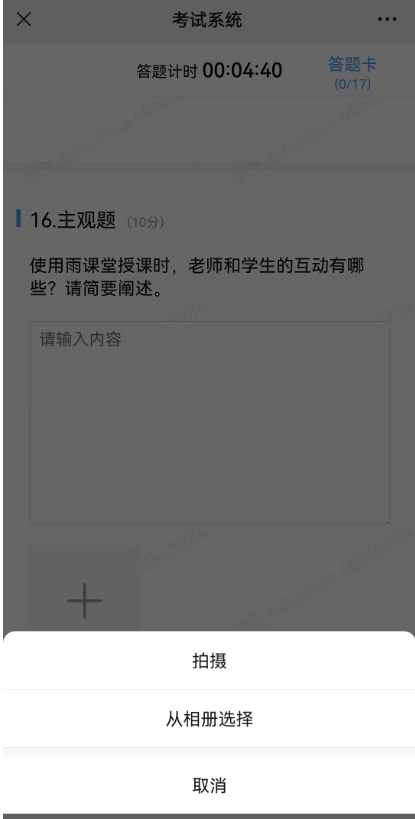 考试系统
答题计时 00:04:40
答题卡
(0/17)
16.主观题 (10分)
使用雨课堂授课时，老师和学生的互动有哪
些？请简要阐述。
请输入内容
拍摄
从相册选择
取消